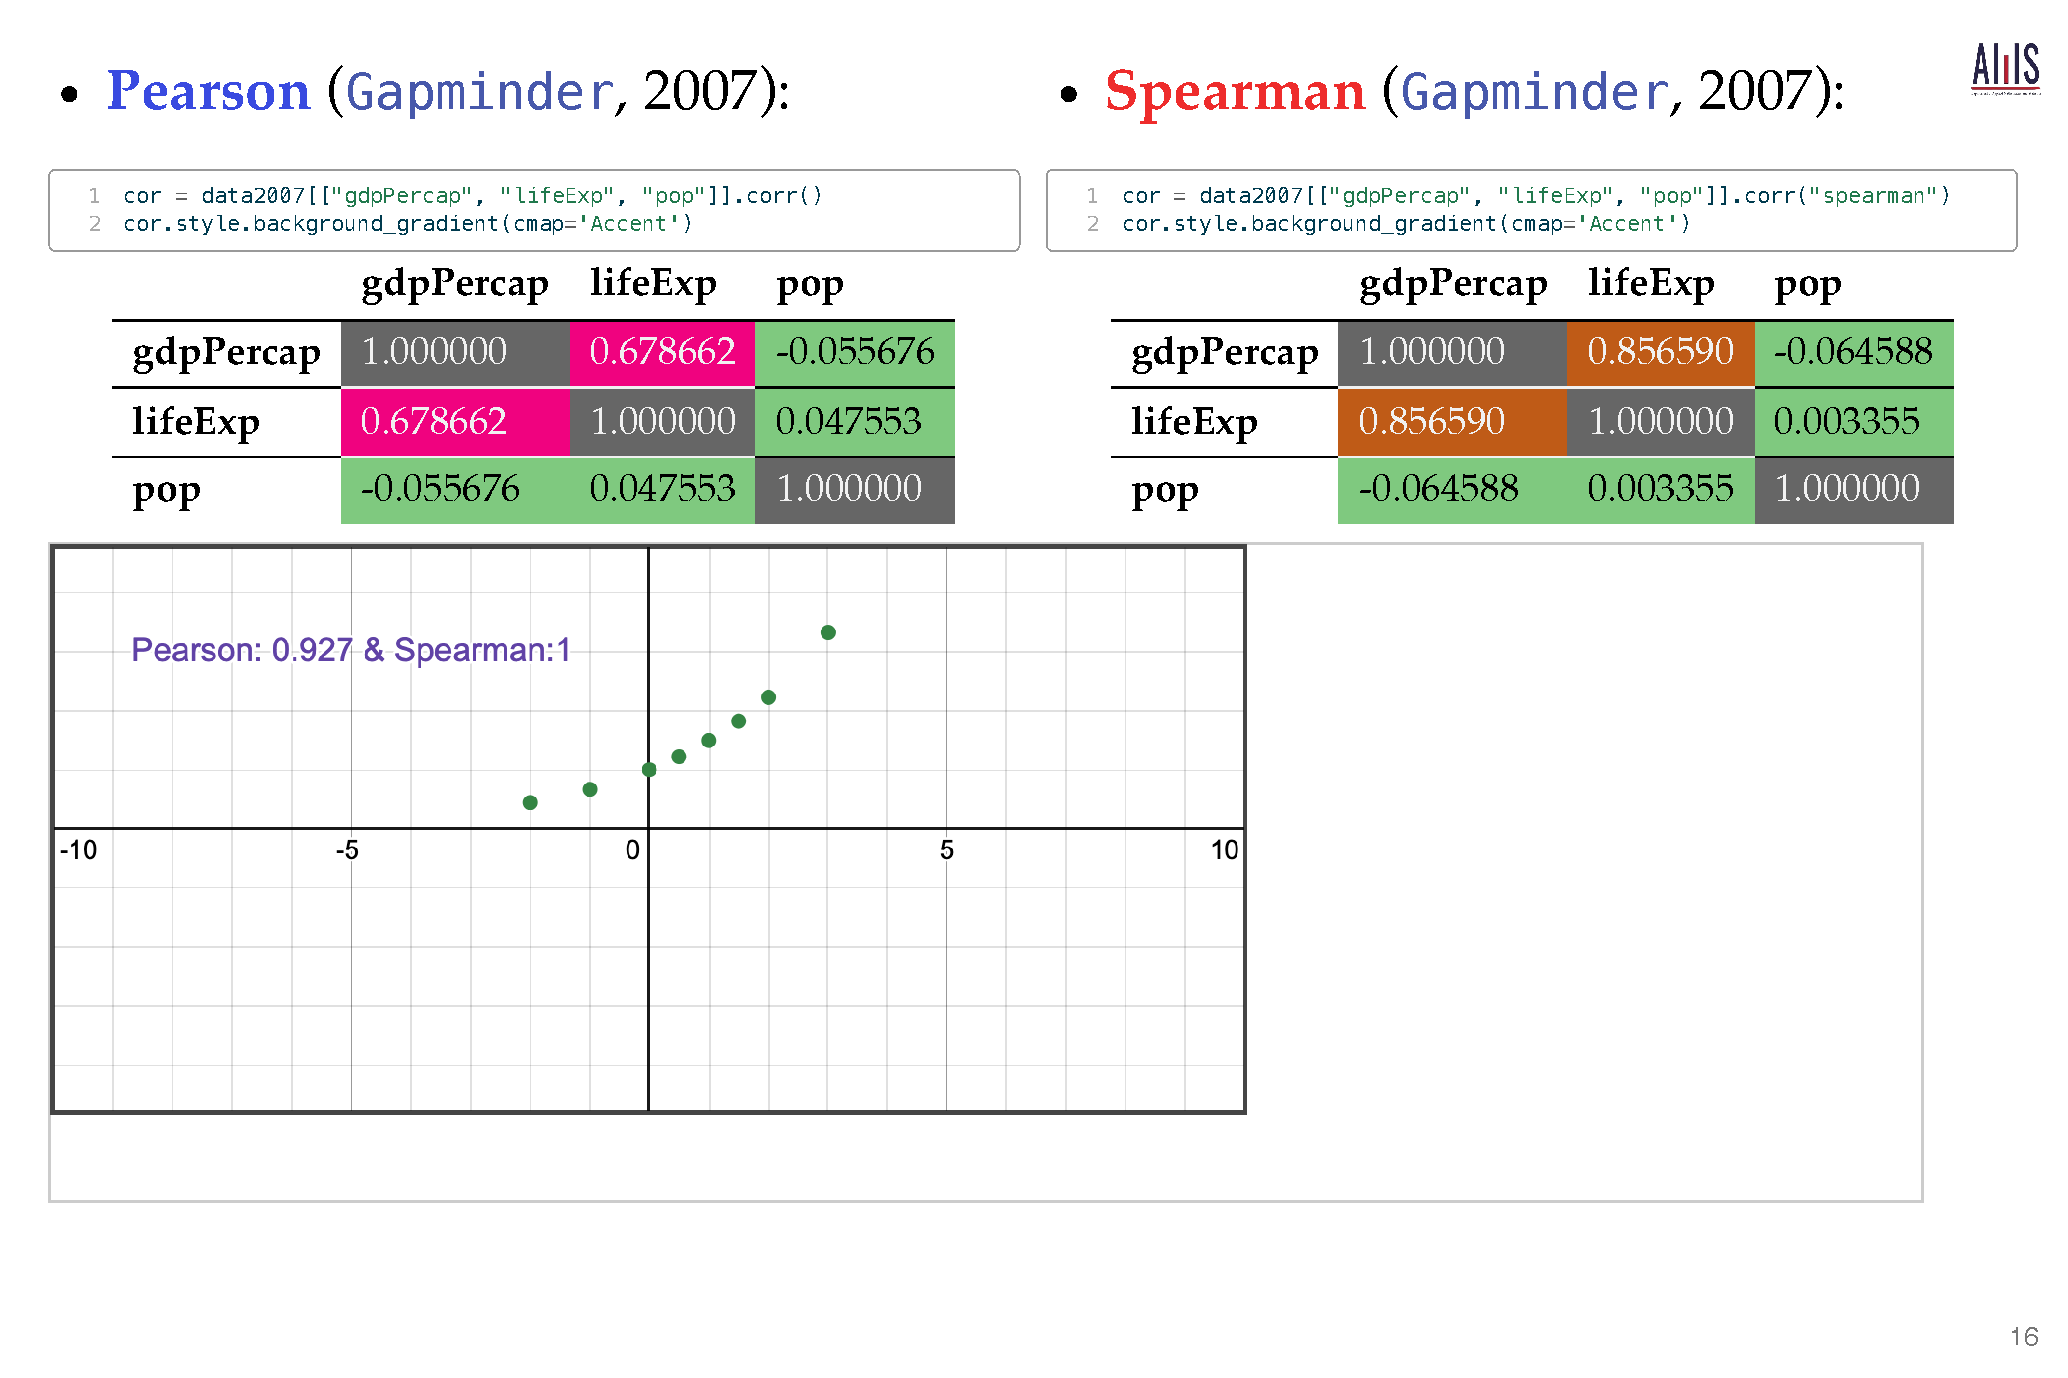 • Pearson (Gapminder, 2007):
1 cor = data2007[["gdpPercap", "lifeExp", "pop"]].corr()
2 cor.style.background_gradient(cmap='Accent')
gdpPercap lifeExp pop
gdpPercap 1.000000 0.678662 -0.055676
lifeExp 0.678662 1.000000 0.047553
pop -0.055676 0.047553 1.000000
• Spearman (Gapminder, 2007):
1 cor = data2007[["gdpPercap", "lifeExp", "pop"]].corr("spearman")
2 cor.style.background_gradient(cmap='Accent')
gdpPercap lifeExp pop
gdpPercap 1.000000 0.856590 -0.064588
lifeExp 0.856590 1.000000 0.003355
pop -0.064588 0.003355 1.000000
Pearson: 0.927 & Spearman:1
-10 -5 0 5 10
16